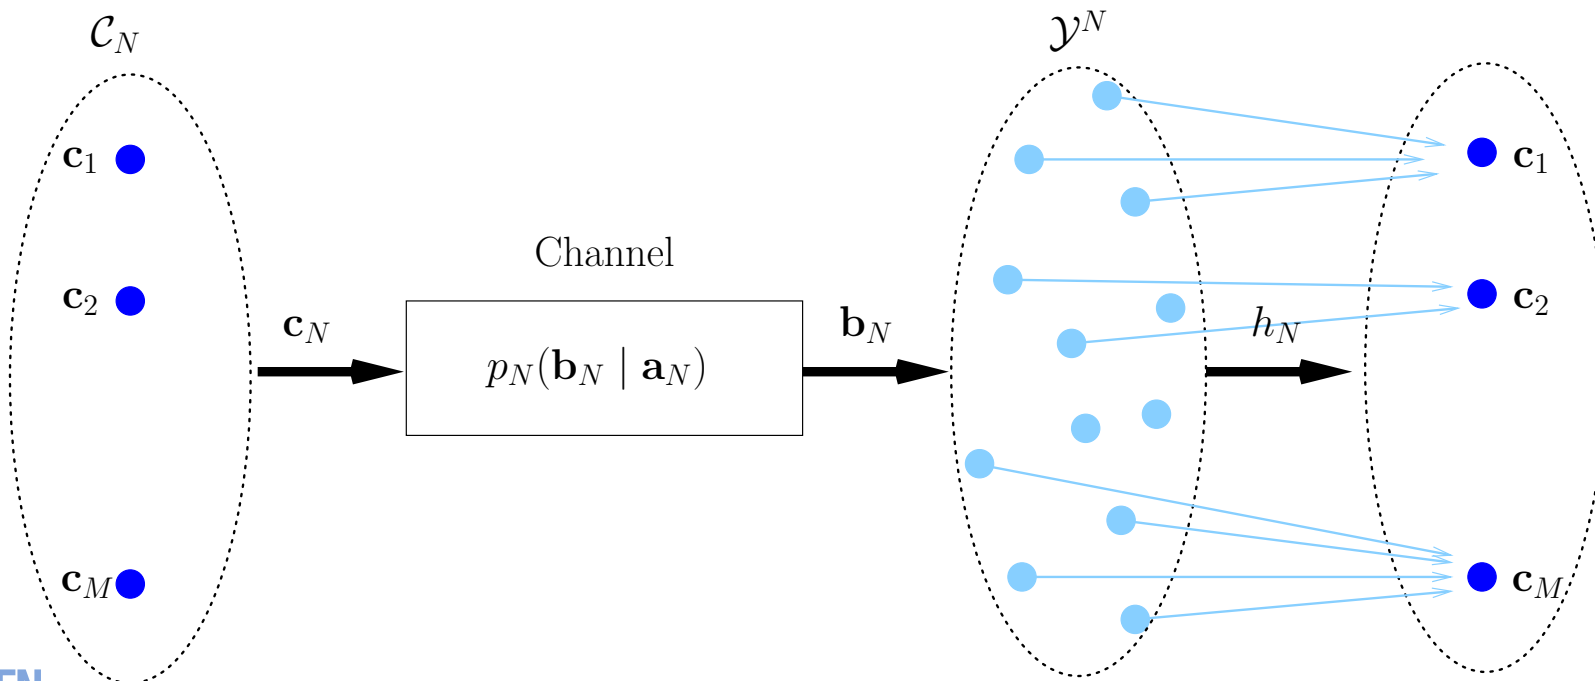 𝒞_N
𝒴^N
c_1
c_1
c_2
c_2
Channel
c_N
b_N
h_N
p_N(b_N | a_N)
c_M
c_M